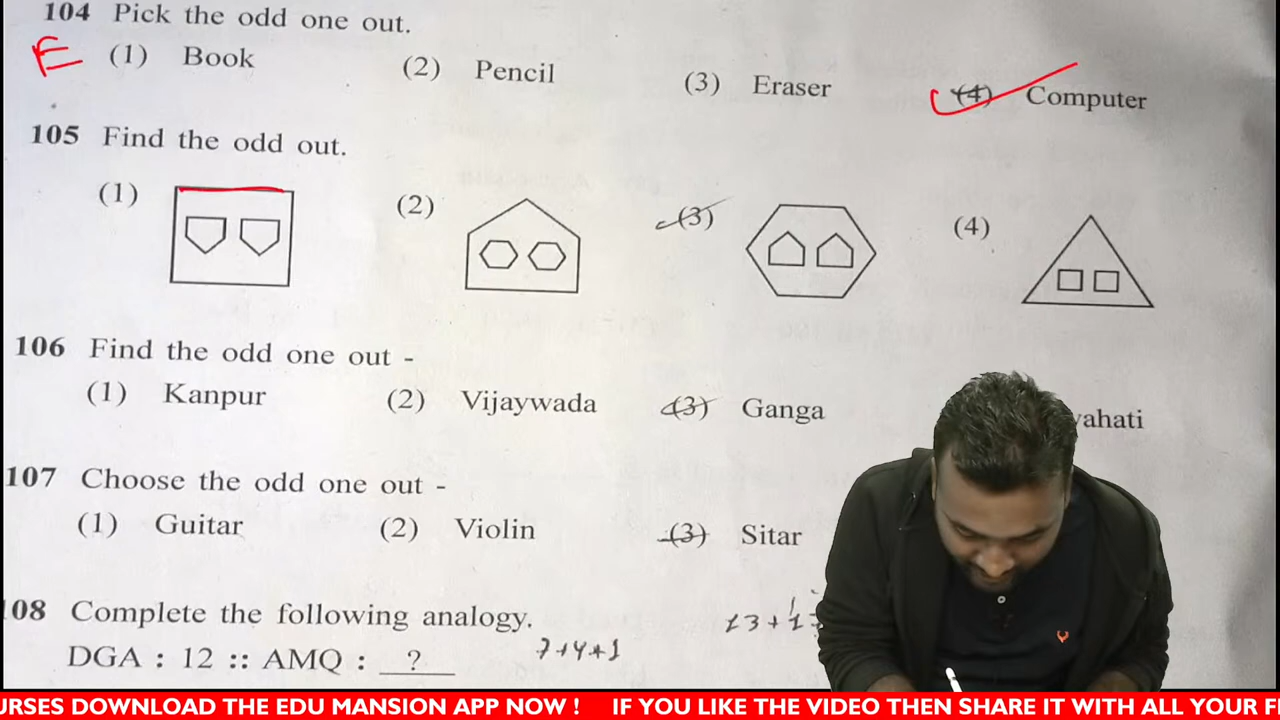 104 Pick the odd one out.
E (1) Book (2) Pencil (3) Eraser (4) Computer
105 Find the odd out.
(1) (2) (3) (4)
106 Find the odd one out -
(1) Kanpur (2) Vijaywada (3) Ganga
107 Choose the odd one out -
(1) Guitar (2) Violin (3) Sitar
108 Complete the following analogy.
DGA : 12 :: AMQ : ?
7+4+1
13+1
DOWNLOAD THE EDU MANSION APP NOW ! IF YOU LIKE THE VIDEO THEN SHARE IT WITH ALL YOUR